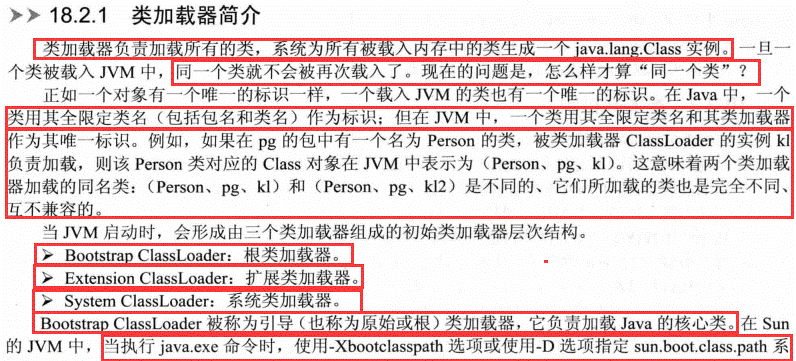 ➤➤ 18.2.1 类加载器简介
类加载器负责加载所有的类，系统为所有被载入内存中的类生成一个 java.lang.Class 实例。一旦一
个类被载入 JVM 中，同一个类就不会被再次载入了。现在的问题是，怎么样才算“同一个类”？
正如一个对象有一个唯一的标识一样，一个载入 JVM 的类也有一个唯一的标识。在 Java 中，一个
类用其全限定类名（包括包名和类名）作为标识；但在 JVM 中，一个类用其全限定类名和其类加载器
作为其唯一标识。例如，如果在 pg 的包中有一个名为 Person 的类，被类加载器 ClassLoader 的实例 kl
负责加载，则该 Person 类对应的 Class 对象在 JVM 中表示为（Person、pg、kl）。这意味着两个类加载
器加载的同名类：（Person、pg、kl）和（Person、pg、kl2）是不同的、它们所加载的类也是完全不同、
互不兼容的。
当 JVM 启动时，会形成由三个类加载器组成的初始类加载器层次结构。
➤ Bootstrap ClassLoader：根类加载器。
➤ Extension ClassLoader：扩展类加载器。
➤ System ClassLoader：系统类加载器。
Bootstrap ClassLoader 被称为引导（也称为原始或根）类加载器，它负责加载 Java 的核心类。在 Sun
的 JVM 中，当执行 java.exe 命令时，使用-Xbootclasspath 选项或使用-D 选项指定 sun.boot.class.path 系